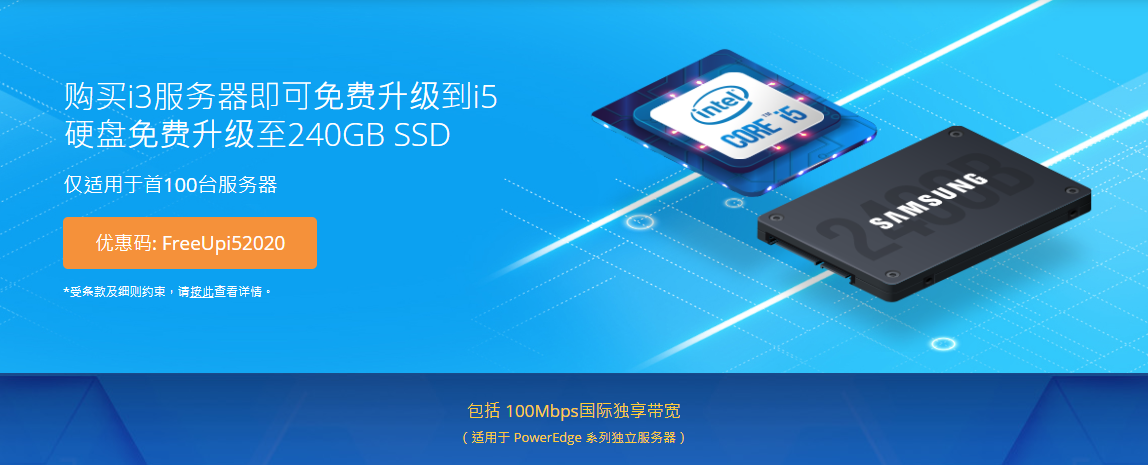 购买i3服务器即可免费升级到i5
硬盘免费升级至240GB SSD
仅适用于首100台服务器
优惠码: FreeUpi52020
*受条款及细则约束，请按此查看详情。
intel
CORE™ i5
240GB
SAMSUNG
包括 100Mbps国际独享带宽
( 适用于 PowerEdge 系列独立服务器 )